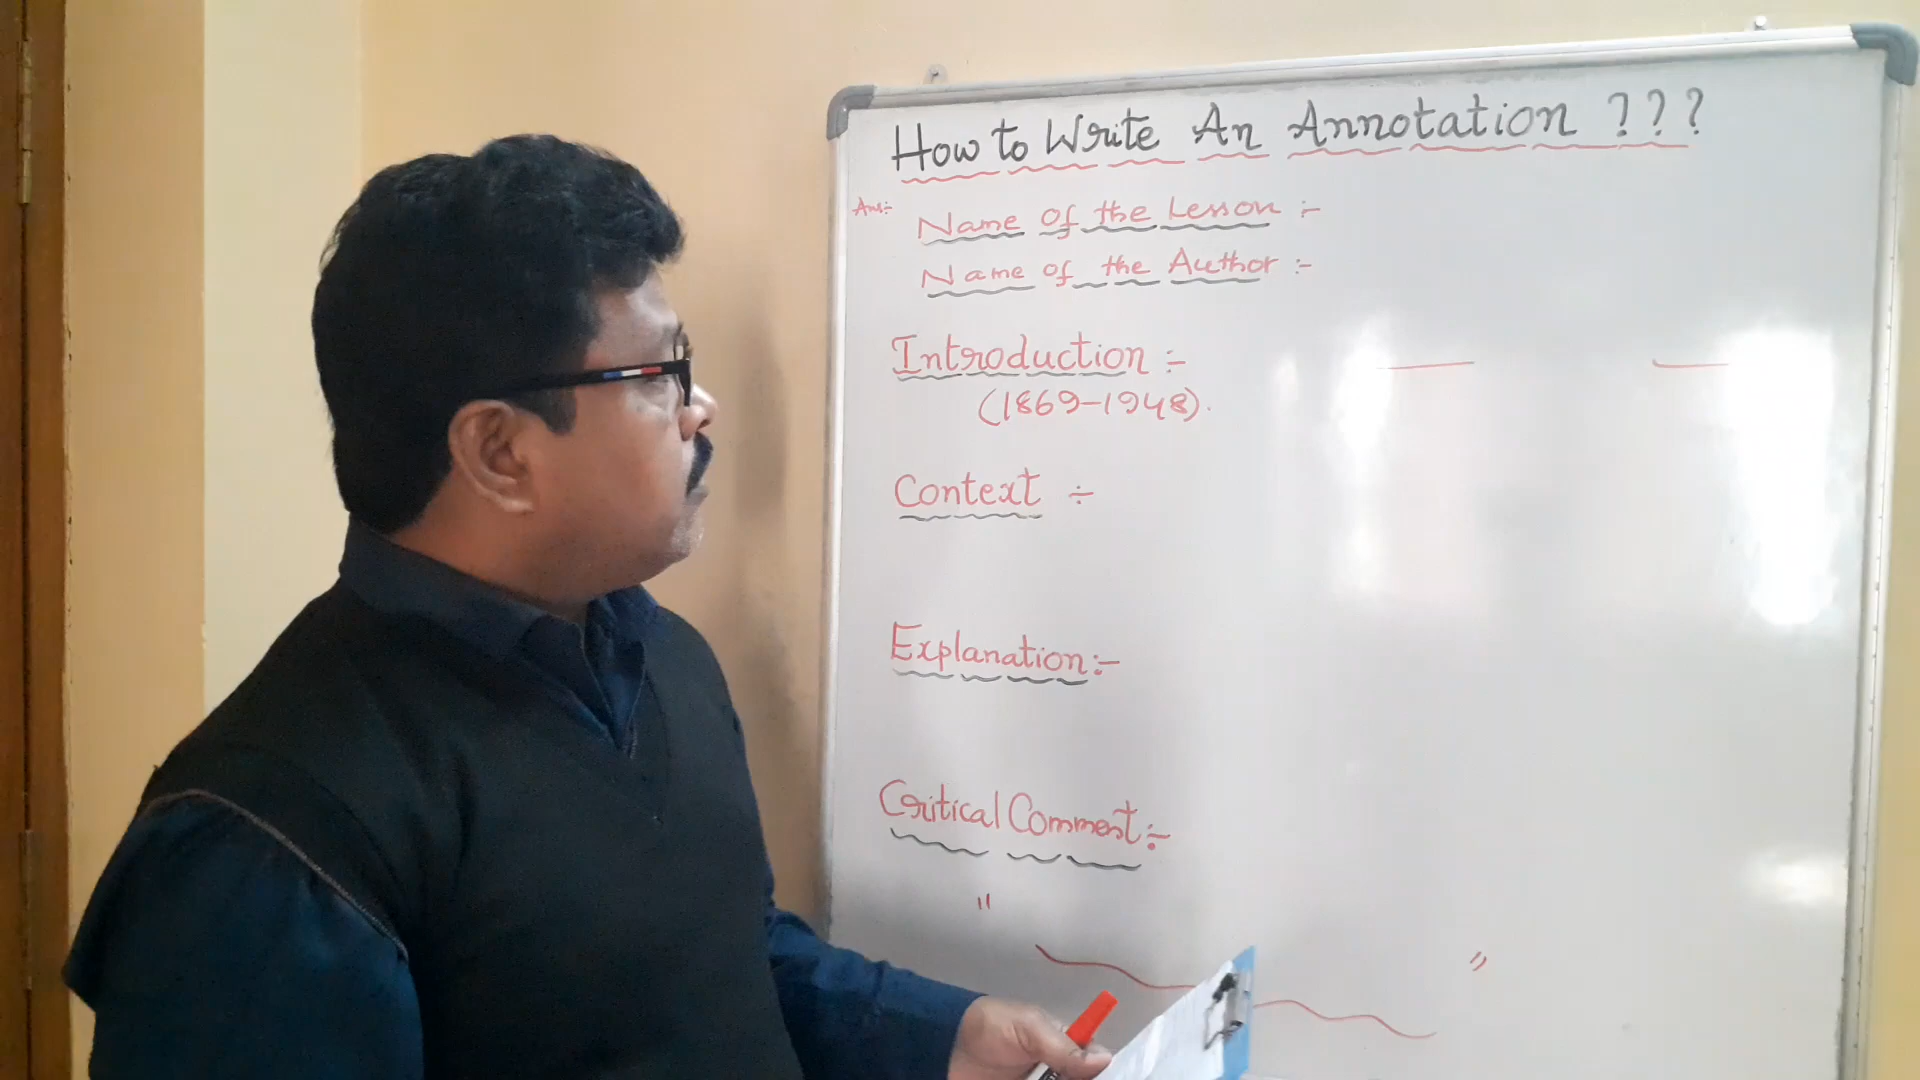 How to Write An Annotation ???
Ans:-
Name of the Lesson :-
Name of the Author :-
Introduction :-
(1869-1948).
Context :-
Explanation:-
Critical Comment:-
"
"